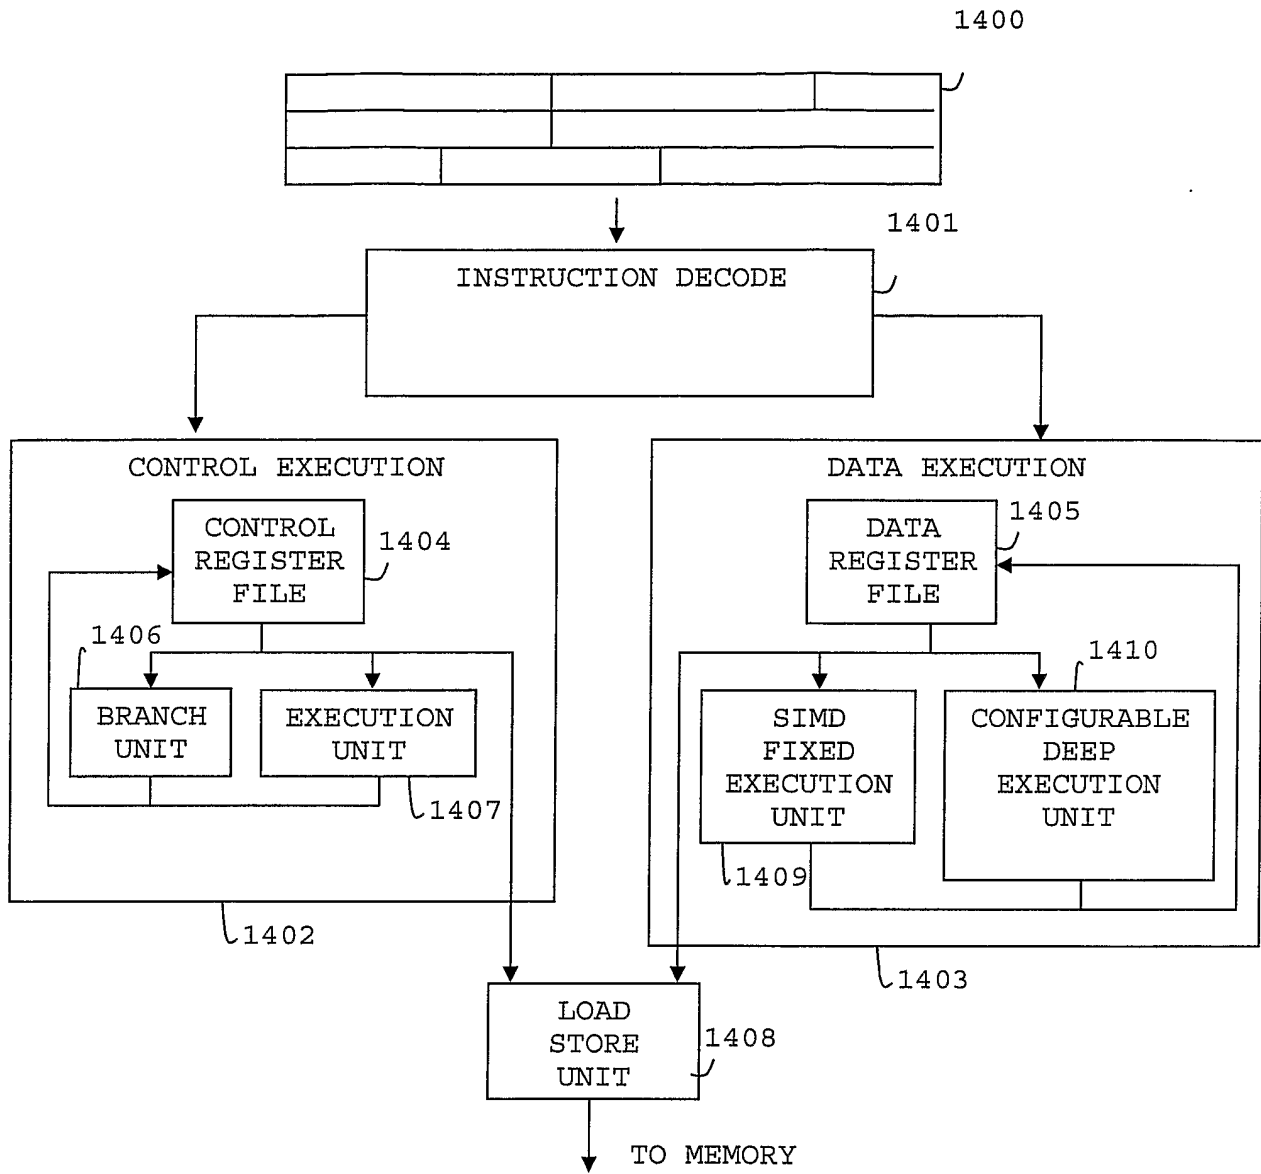 1400
1401
INSTRUCTION DECODE
CONTROL EXECUTION
CONTROL
REGISTER
FILE
1404
1406
BRANCH
UNIT
EXECUTION
UNIT
1407
1402
DATA EXECUTION
DATA
REGISTER
FILE
1405
1410
SIMD
FIXED
EXECUTION
UNIT
1409
CONFIGURABLE
DEEP
EXECUTION
UNIT
1403
LOAD
STORE
UNIT
1408
TO MEMORY